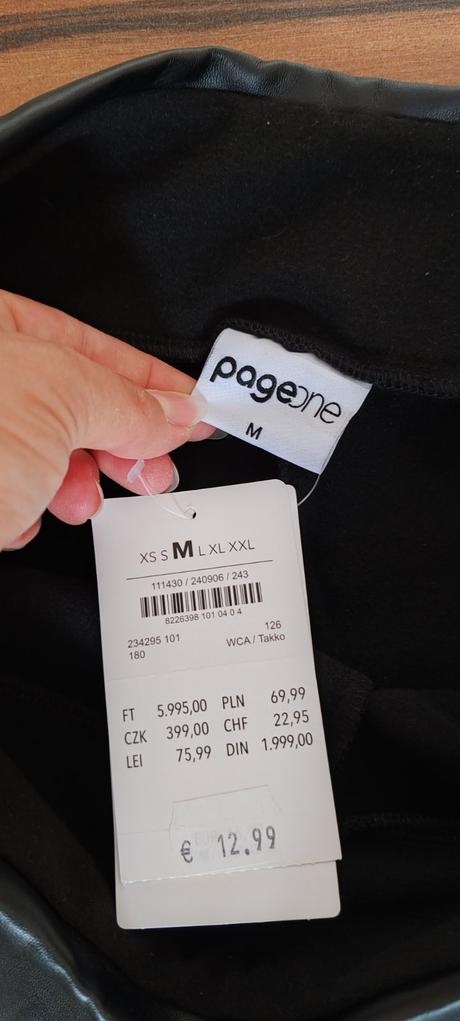 pageone
M
XS S M L XL XXL
111430 / 240906 / 243
8226398 101 04 0 4
234295 101 126
180 WCA / Takko
FT 5.995,00 PLN 69,99
CZK 399,00 CHF 22,95
LEI 75,99 DIN 1.999,00
€ 12.99